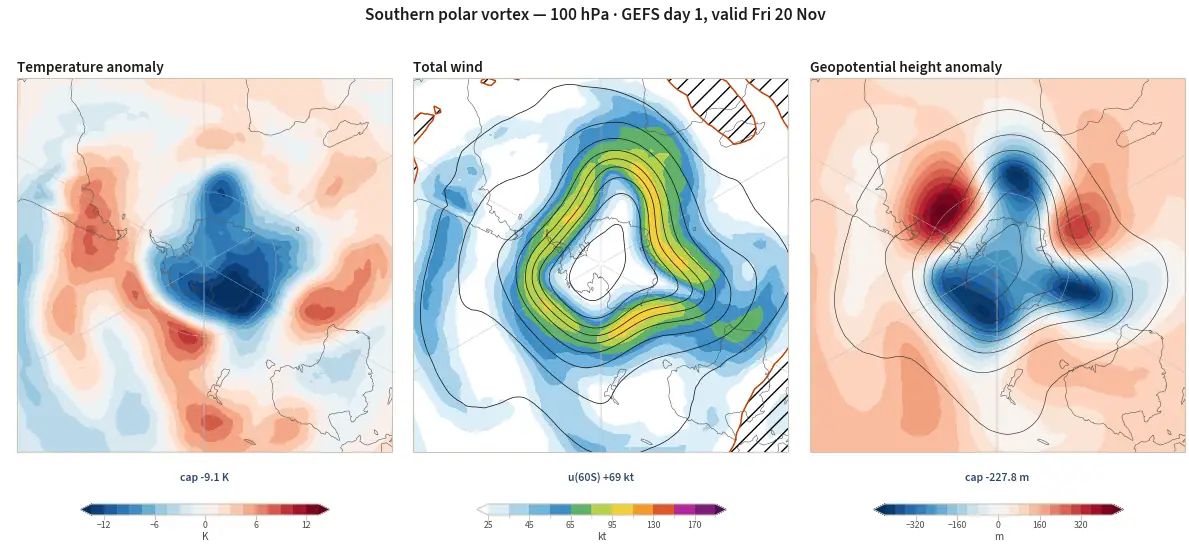 Southern polar vortex — 100 hPa · GEFS day 1, valid Fri 20 Nov
Temperature anomaly
Total wind
Geopotential height anomaly
cap -9.1 K
u(60S) +69 kt
cap -227.8 m
−12 −6 0 6 12
K
25 45 65 95 130 170
kt
−320 −160 0 160 320
m